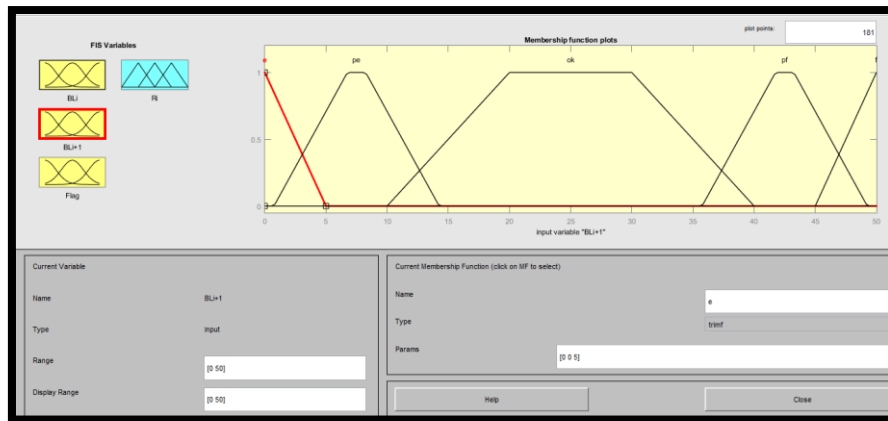 FIS Variables
BLi
Ri
BLi+1
Flag
Membership function plots
plot points:
181
e
pe
ok
pf
f
1
0.5
0
0
5
10
15
20
25
30
35
40
45
50
input variable "BLi+1"
Current Variable
Name
BLi+1
Type
input
Range
[0 50]
Display Range
[0 50]
Current Membership Function (click on MF to select)
Name
e
Type
trimf
Params
[0 0 5]
Help
Close